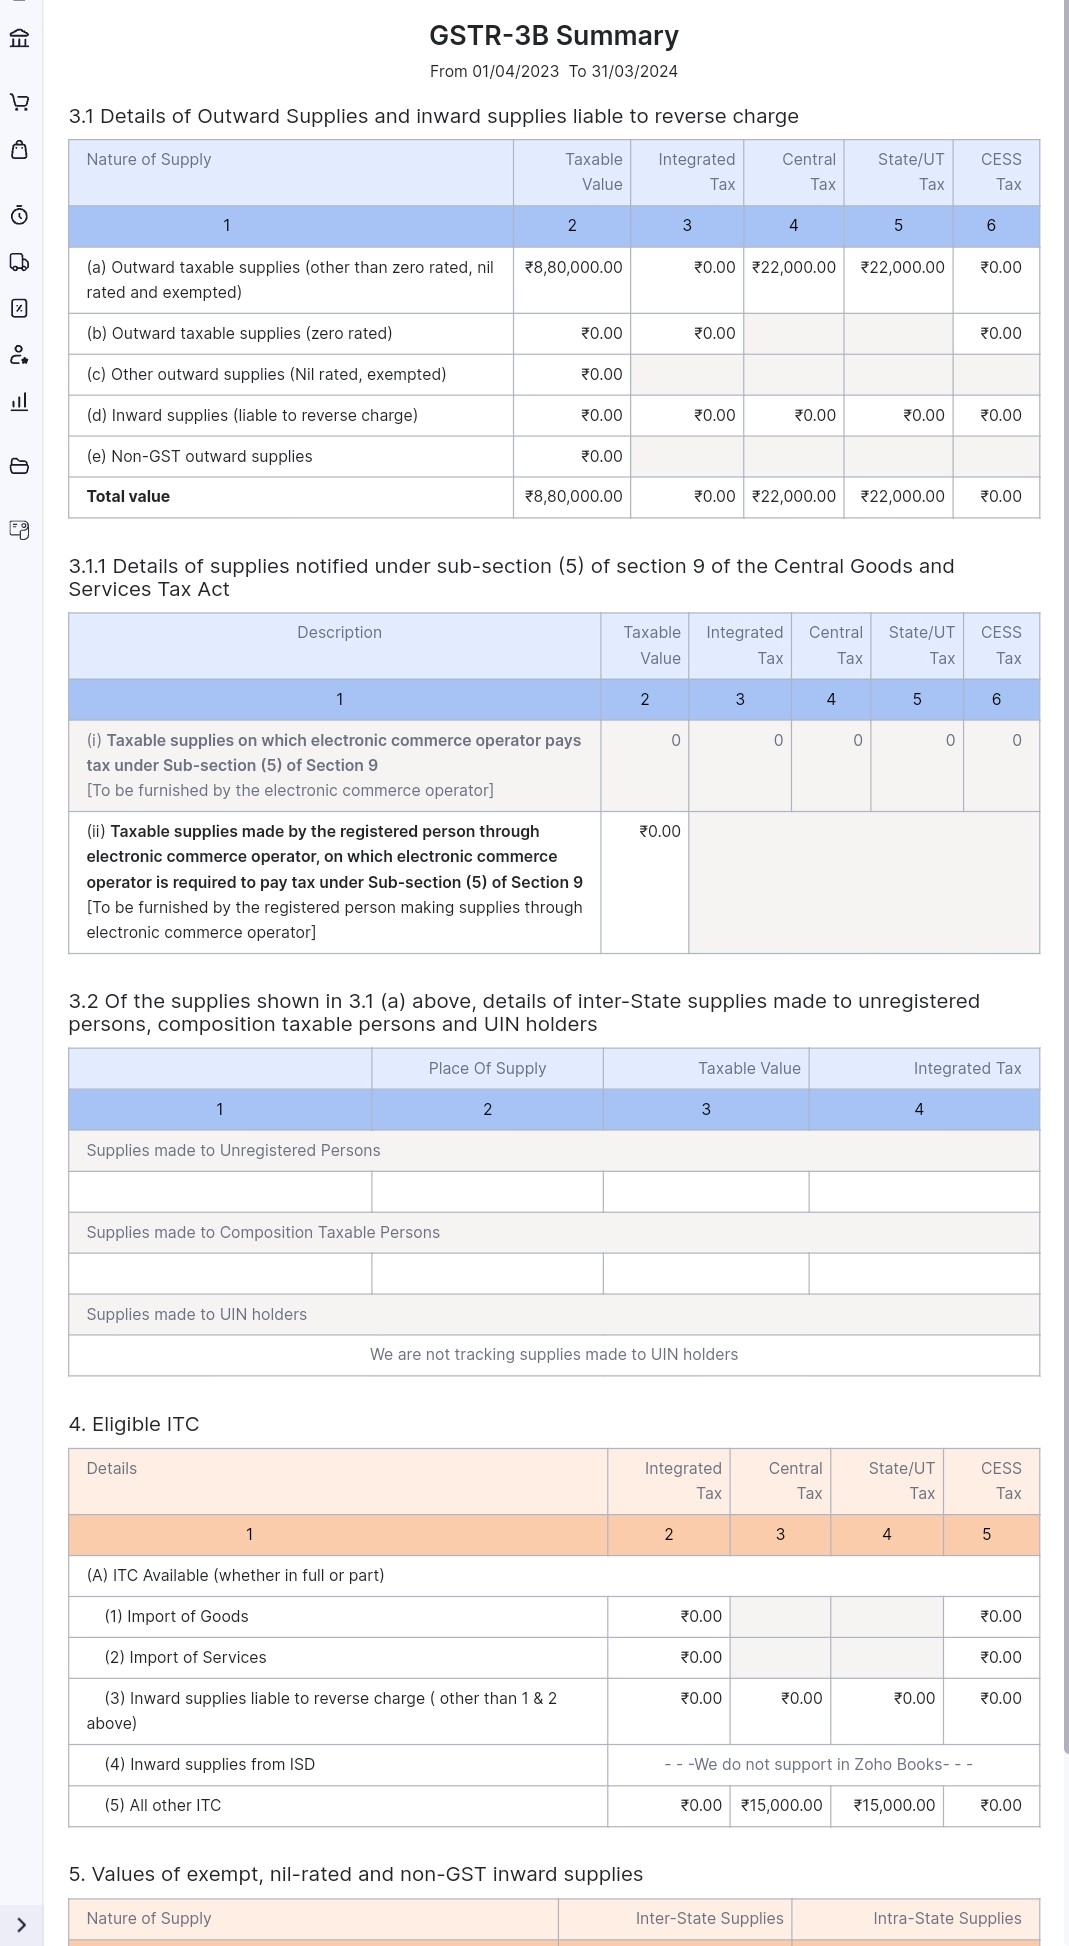 GSTR-3B Summary
From 01/04/2023  To 31/03/2024
3.1 Details of Outward Supplies and inward supplies liable to reverse charge
Nature of Supply Taxable Value Integrated Tax Central Tax State/UT Tax CESS Tax
1 2 3 4 5 6
(a) Outward taxable supplies (other than zero rated, nil ₹8,80,000.00 ₹0.00 ₹22,000.00 ₹22,000.00 ₹0.00
rated and exempted)
(b) Outward taxable supplies (zero rated) ₹0.00 ₹0.00 ₹0.00
(c) Other outward supplies (Nil rated, exempted) ₹0.00
(d) Inward supplies (liable to reverse charge) ₹0.00 ₹0.00 ₹0.00 ₹0.00 ₹0.00
(e) Non-GST outward supplies ₹0.00
Total value ₹8,80,000.00 ₹0.00 ₹22,000.00 ₹22,000.00 ₹0.00
3.1.1 Details of supplies notified under sub-section (5) of section 9 of the Central Goods and
Services Tax Act
Description Taxable Value Integrated Tax Central Tax State/UT Tax CESS Tax
1 2 3 4 5 6
(i) Taxable supplies on which electronic commerce operator pays 0 0 0 0 0
tax under Sub-section (5) of Section 9
[To be furnished by the electronic commerce operator]
(ii) Taxable supplies made by the registered person through ₹0.00
electronic commerce operator, on which electronic commerce
operator is required to pay tax under Sub-section (5) of Section 9
[To be furnished by the registered person making supplies through
electronic commerce operator]
3.2 Of the supplies shown in 3.1 (a) above, details of inter-State supplies made to unregistered
persons, composition taxable persons and UIN holders
Place Of Supply Taxable Value Integrated Tax
1 2 3 4
Supplies made to Unregistered Persons
Supplies made to Composition Taxable Persons
Supplies made to UIN holders
We are not tracking supplies made to UIN holders
4. Eligible ITC
Details Integrated Tax Central Tax State/UT Tax CESS Tax
1 2 3 4 5
(A) ITC Available (whether in full or part)
(1) Import of Goods ₹0.00 ₹0.00
(2) Import of Services ₹0.00 ₹0.00
(3) Inward supplies liable to reverse charge ( other than 1 & 2 ₹0.00 ₹0.00 ₹0.00 ₹0.00
above)
(4) Inward supplies from ISD - - -We do not support in Zoho Books- - -
(5) All other ITC ₹0.00 ₹15,000.00 ₹15,000.00 ₹0.00
5. Values of exempt, nil-rated and non-GST inward supplies
Nature of Supply Inter-State Supplies Intra-State Supplies